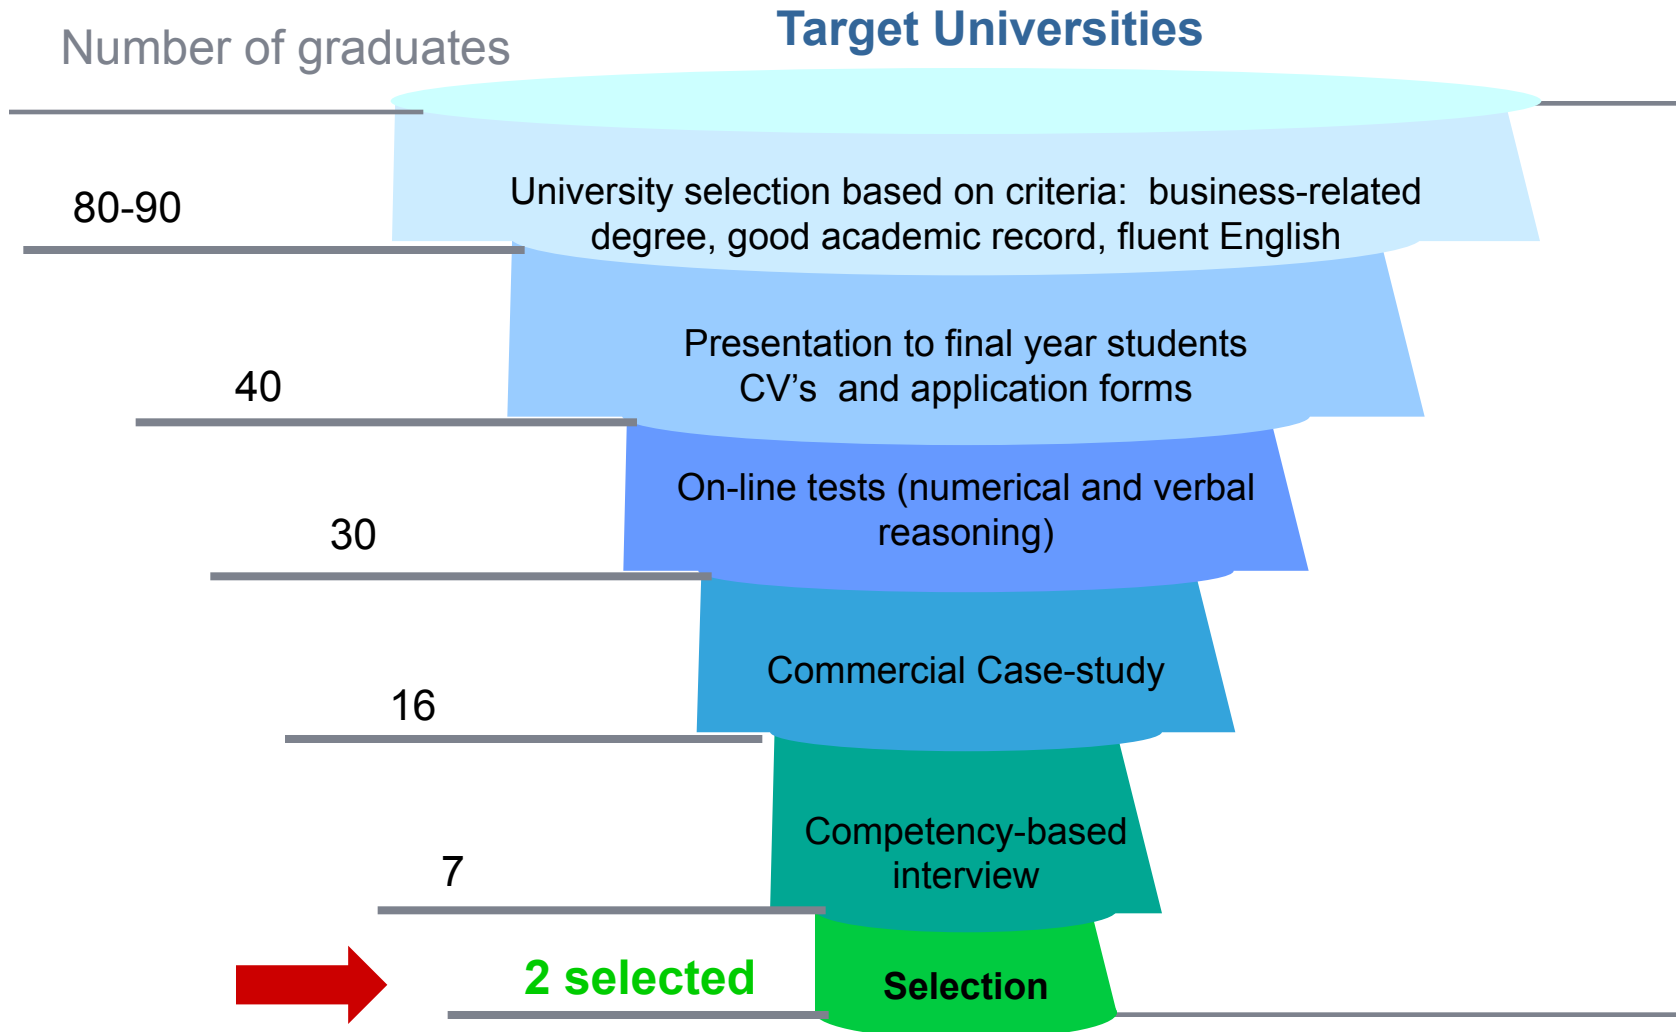 Number of graduates
Target Universities
80-90
University selection based on criteria:  business-related
degree, good academic record, fluent English
40
Presentation to final year students
CV’s  and application forms
30
On-line tests (numerical and verbal
reasoning)
16
Commercial Case-study
7
Competency-based
interview
2 selected
Selection